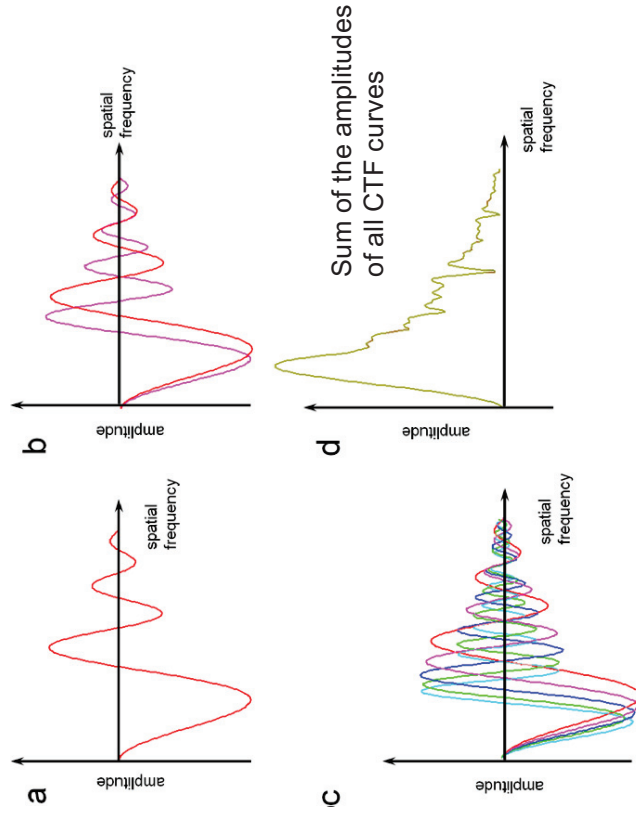 a
amplitude
spatial
frequency
b
amplitude
spatial
frequency
c
amplitude
spatial
frequency
d
amplitude
Sum of the amplitudes
of all CTF curves
spatial
frequency